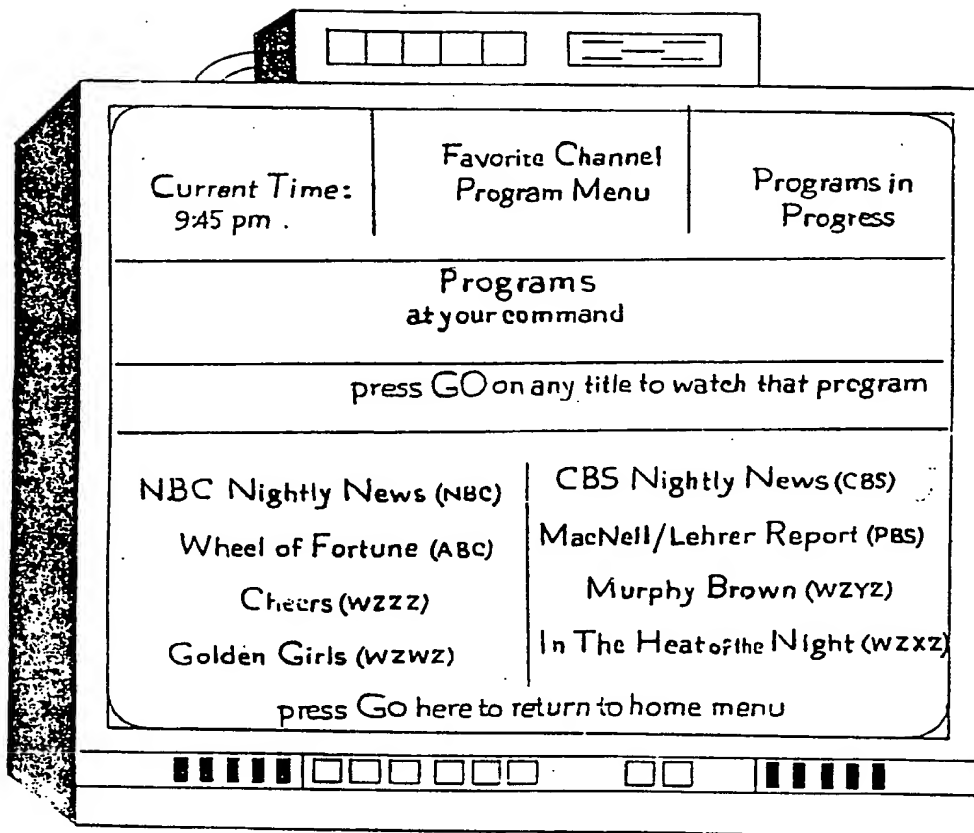 Current Time:
9:45 pm .
Favorite Channel
Program Menu
Programs in
Progress
Programs
at your command
press GO on any title to watch that program
NBC Nightly News (NBC)
Wheel of Fortune (ABC)
Cheers (WZZZ)
Golden Girls (WZWZ)
CBS Nightly News (CBS)
MacNell/Lehrer Report (PBS)
Murphy Brown (WZYZ)
In The Heat of the Night (WZXZ)
press Go here to return to home menu